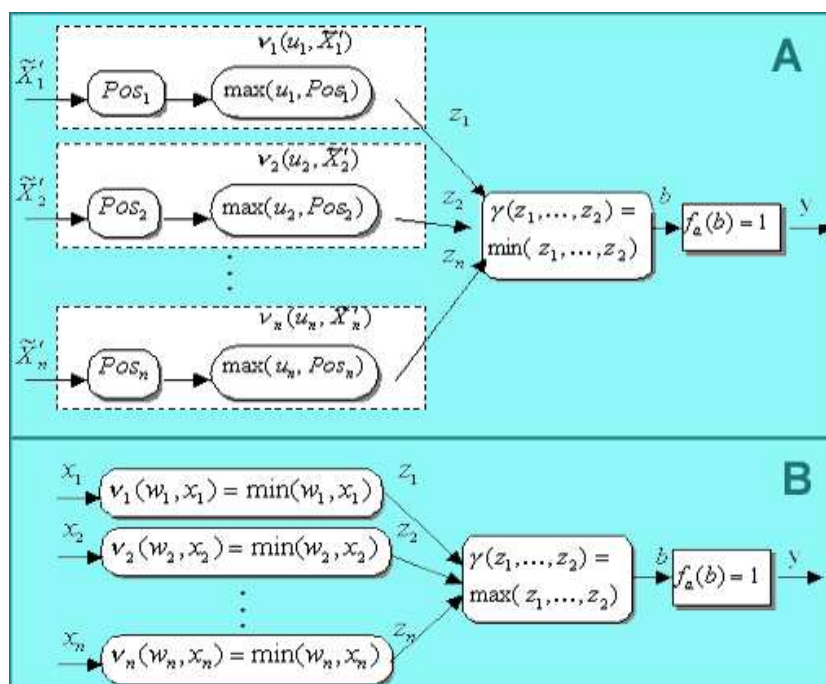 A
ν₁(u₁, X̃′₁)
X̃′₁
Pos₁
max(u₁, Pos₁)
z₁
ν₂(u₂, X̃′₂)
X̃′₂
Pos₂
max(u₂, Pos₂)
z₂
γ(z₁,…,z₂) =
min( z₁,…,z₂)
b
fₐ(b) = 1
y
zₙ
νₙ(uₙ, X̃′ₙ)
X̃′ₙ
Posₙ
max(uₙ, Posₙ)
B
x₁
ν₁(w₁, x₁) = min(w₁, x₁)
z₁
x₂
ν₂(w₂, x₂) = min(w₂, x₂)
z₂
γ(z₁,…,z₂) =
max( z₁,…,z₂)
b
fₐ(b) = 1
y
xₙ
νₙ(wₙ, xₙ) = min(wₙ, xₙ)
zₙ